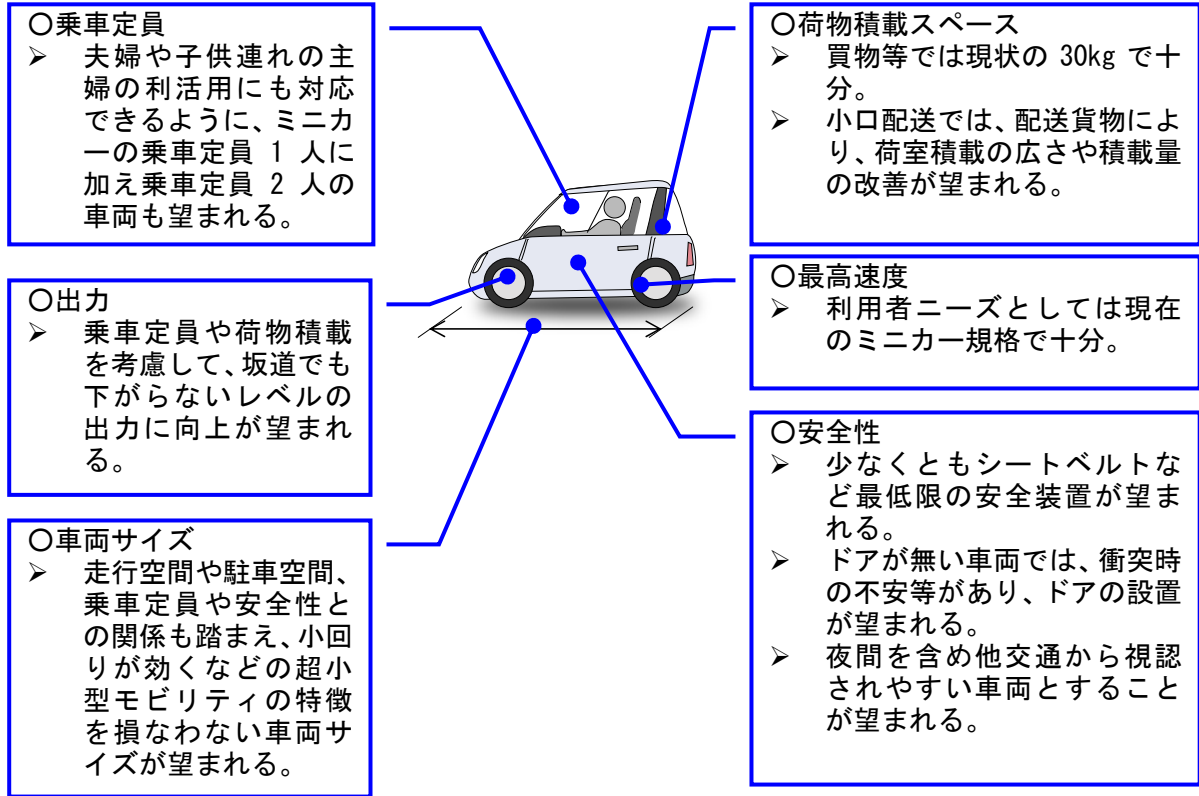 ○乗車定員
➢ 夫婦や子供連れの主
婦の利活用にも対応
できるように、ミニカ
ーの乗車定員 1 人に
加え乗車定員 2 人の
車両も望まれる。
○出力
➢ 乗車定員や荷物積載
を考慮して、坂道でも
下がらないレベルの
出力に向上が望まれ
る。
○車両サイズ
➢ 走行空間や駐車空間、
乗車定員や安全性と
の関係も踏まえ、小回
りが効くなどの超小
型モビリティの特徴
を損なわない車両サ
イズが望まれる。
○荷物積載スペース
➢ 買物等では現状の 30kg で十
分。
➢ 小口配送では、配送貨物によ
り、荷室積載の広さや積載量
の改善が望まれる。
○最高速度
➢ 利用者ニーズとしては現在
のミニカー規格で十分。
○安全性
➢ 少なくともシートベルトな
ど最低限の安全装置が望ま
れる。
➢ ドアが無い車両では、衝突時
の不安等があり、ドアの設置
が望まれる。
➢ 夜間を含め他交通から視認
されやすい車両とすること
が望まれる。